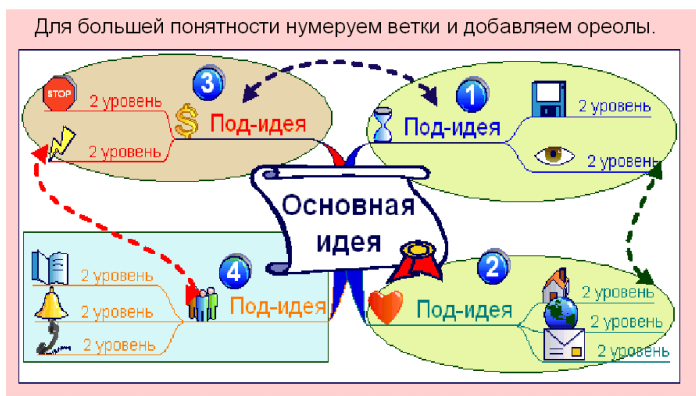 Для большей понятности нумеруем ветки и добавляем ореолы.
3
STOP
2 уровень
2 уровень
Под-идея
1
Под-идея
2 уровень
2 уровень
Основная
идея
4
2 уровень
2 уровень
2 уровень
Под-идея
2
Под-идея
2 уровень
2 уровень
2 уровень